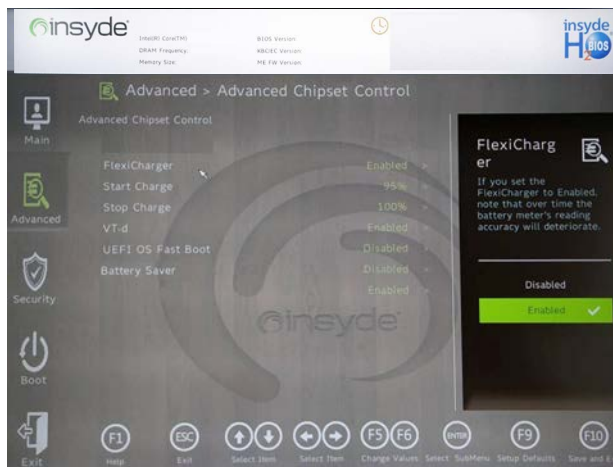 insyde
Intel(R) Core(TM)
DRAM Frequency:
Memory Size:
BIOS Version
KBC/EC Version
ME FW Version
insyde
H2O BIOS
Advanced > Advanced Chipset Control
Main
Advanced
Security
Boot
Exit
Advanced Chipset Control
FlexiCharger Enabled >
Start Charge 95% >
Stop Charge 100% >
VT-d Enabled >
UEFI OS Fast Boot Disabled >
Battery Saver Disabled >
Enabled >
insyde
FlexiCharg
er
If you set the
FlexiCharger to Enabled,
note that over time the
battery meter's reading
accuracy will deteriorate.
Disabled
Enabled
F1 ESC F5 F6 ENTER F9 F10
Help Exit Select Item Select Item Change Values Select SubMenu Setup Defaults Save and